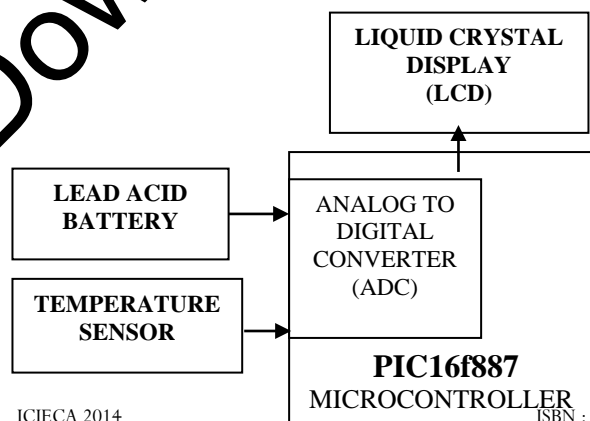 Dow
LIQUID CRYSTAL
DISPLAY
(LCD)
LEAD ACID
BATTERY
ANALOG TO
DIGITAL
CONVERTER
(ADC)
TEMPERATURE
SENSOR
PIC16f887
MICROCONTROLLER
ICIECA 2014
ISBN :